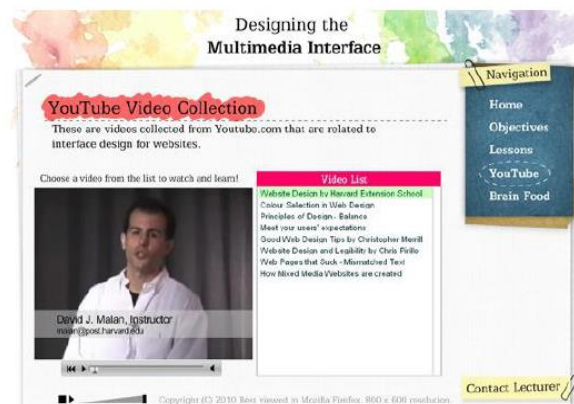 Designing the
Multimedia Interface
Navigation
Home
Objectives
Lessons
YouTube
Brain Food
YouTube Video Collection
These are videos collected from Youtube.com that are related to
interface design for websites.
Choose a video from the list to watch and learn!
David J. Malan, Instructor
malan@post.harvard.edu
Video List
Website Design by Harvard Extension School
Colour Selection in Web Design
Principles of Design - Balance
Meet your users' expectations
Good Web Design Tips by Christopher Merrill
Website Design and Legibility by Chris Pirillo
Web Pages that Suck - Mismatched Text
How Mixed Media Websites are created
Contact Lecturer
Copyright (C) 2010 Best viewed in Mozilla Firefox, 800 x 600 resolution.